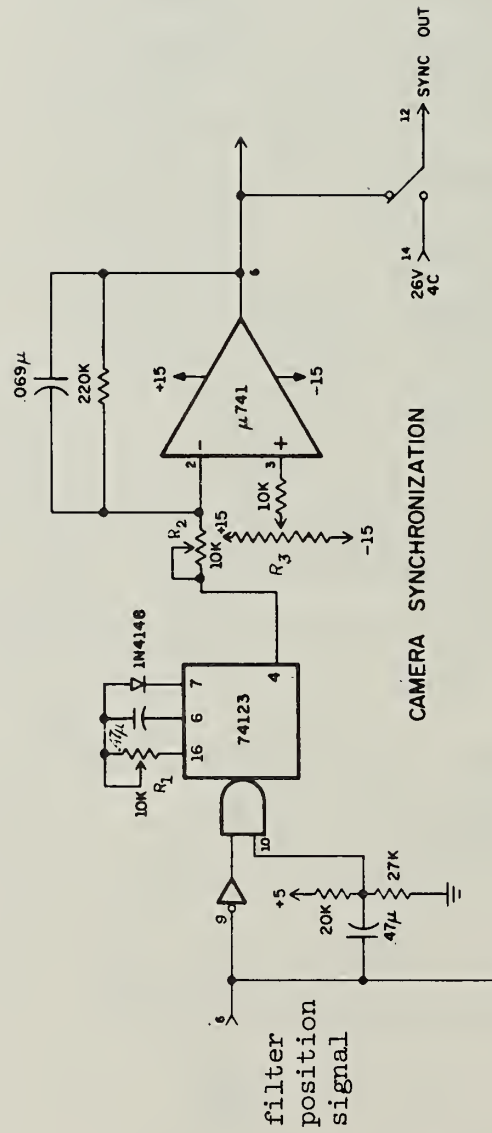 .069µ
220K
+15
µ741
-15
2
-
3
+
6
10K
+15
R2
10K
R3
-15
1N4148
.47µ
10K
R1
16
6
7
74123
4
9
10
+5
20K
27K
.47µ
6
filter
position
signal
12
SYNC OUT
14
26V
4C
CAMERA SYNCHRONIZATION